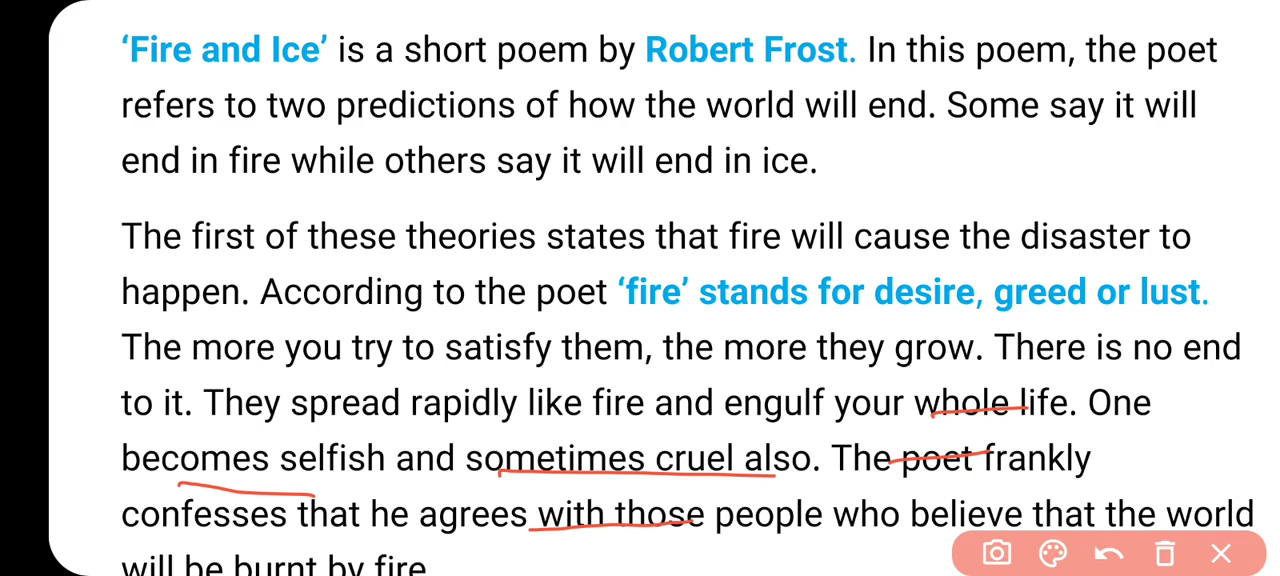 ‘Fire and Ice’ is a short poem by Robert Frost. In this poem, the poet
refers to two predictions of how the world will end. Some say it will
end in fire while others say it will end in ice.
The first of these theories states that fire will cause the disaster to
happen. According to the poet ‘fire’ stands for desire, greed or lust.
The more you try to satisfy them, the more they grow. There is no end
to it. They spread rapidly like fire and engulf your whole life. One
becomes selfish and sometimes cruel also. The poet frankly
confesses that he agrees with those people who believe that the world
will be burnt by fire